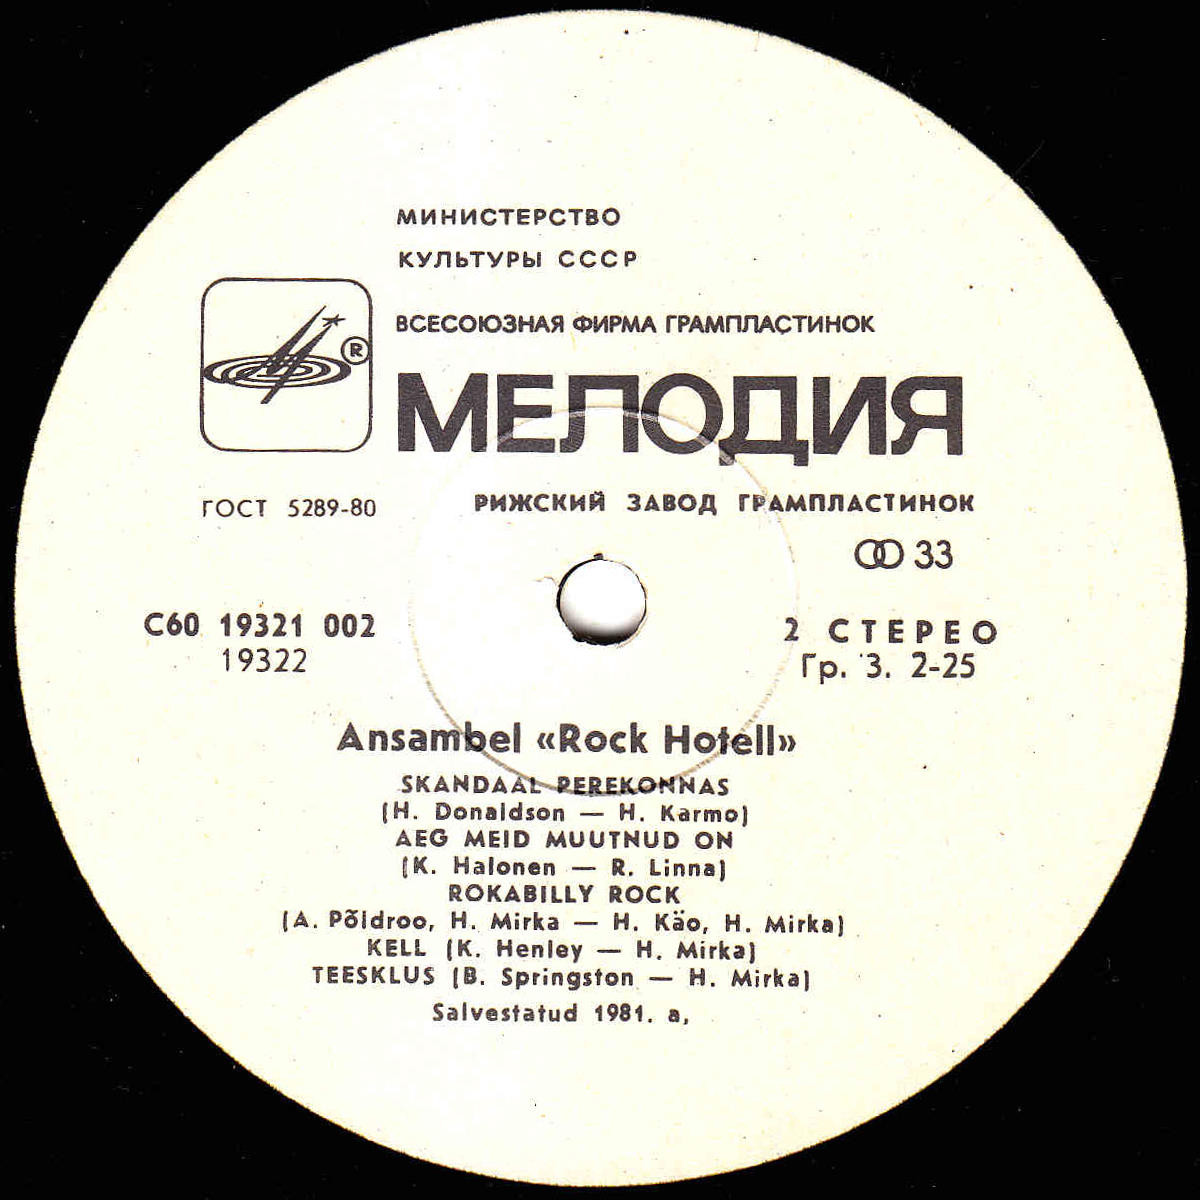 МИНИСТЕРСТВО
КУЛЬТУРЫ СССР
ВСЕСОЮЗНАЯ ФИРМА ГРАМПЛАСТИНОК
®
МЕЛОДИЯ
ГОСТ 5289-80
РИЖСКИЙ ЗАВОД ГРАМПЛАСТИНОК
33
С60 19321 002
19322
2 СТЕРЕО
Гр. 3. 2-25
Ansambel «Rock Hotell»
SKANDAAL PEREKONNAS
(H. Donaldson — H. Karmo)
AEG MEID MUUTNUD ON
(K. Halonen — R. Linna)
ROKABILLY ROCK
(A. Põldroo, H. Mirka — H. Käo, H. Mirka)
KELL (K. Henley — H. Mirka)
TEESKLUS (B. Springston — H. Mirka)
Salvestatud 1981. a,